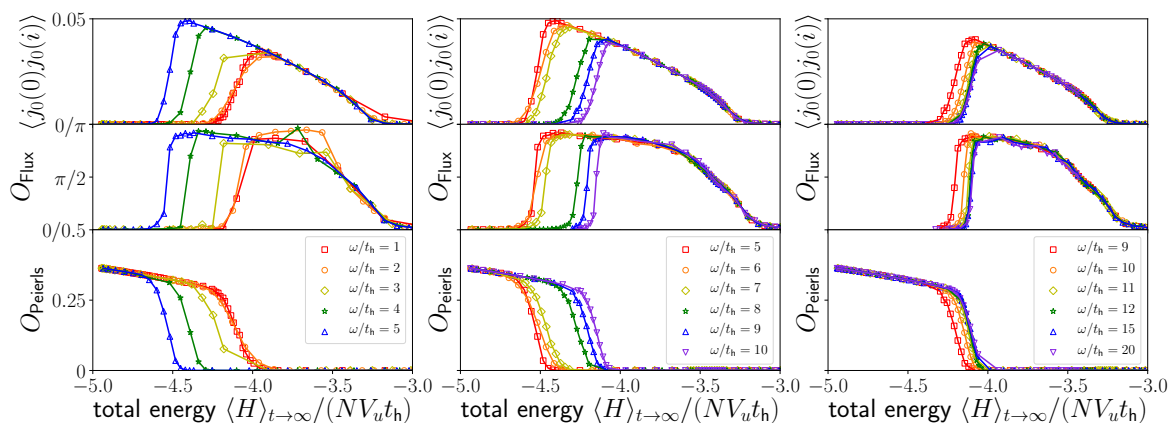 ⟨j₀(0)j₀(i)⟩
0.05
0/π
O_Flux
π/2
0/0.5
O_Peierls
0.25
0
ω/t_h = 1
ω/t_h = 2
ω/t_h = 3
ω/t_h = 4
ω/t_h = 5
−5.0 −4.5 −4.0 −3.5 −3.0
total energy ⟨H⟩_{t→∞}/(NV_u t_h)
⟨j₀(0)j₀(i)⟩
O_Flux
O_Peierls
ω/t_h = 5
ω/t_h = 6
ω/t_h = 7
ω/t_h = 8
ω/t_h = 9
ω/t_h = 10
−5.0 −4.5 −4.0 −3.5 −3.0
total energy ⟨H⟩_{t→∞}/(NV_u t_h)
⟨j₀(0)j₀(i)⟩
O_Flux
O_Peierls
ω/t_h = 9
ω/t_h = 10
ω/t_h = 11
ω/t_h = 12
ω/t_h = 15
ω/t_h = 20
−5.0 −4.5 −4.0 −3.5 −3.0
total energy ⟨H⟩_{t→∞}/(NV_u t_h)